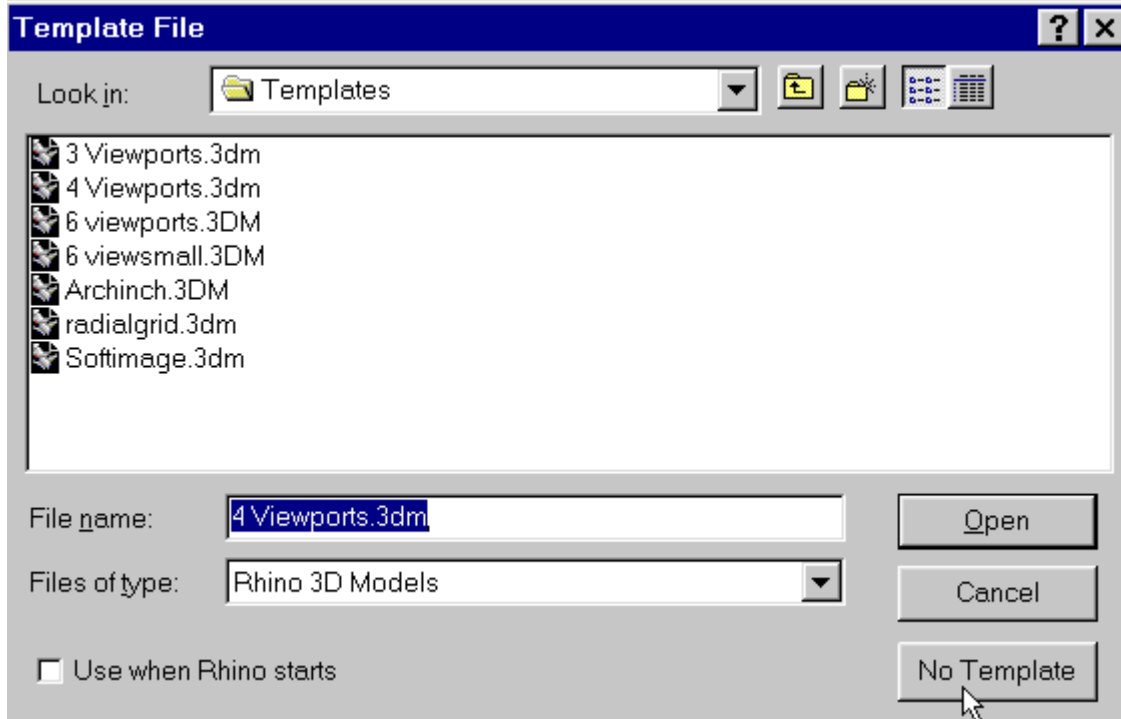 Template File
Look in: Templates
3 Viewports.3dm
4 Viewports.3dm
6 viewports.3DM
6 viewsmall.3DM
Archinch.3DM
radialgrid.3dm
Softimage.3dm
File name: 4 Viewports.3dm Open
Files of type: Rhino 3D Models Cancel
Use when Rhino starts No Template